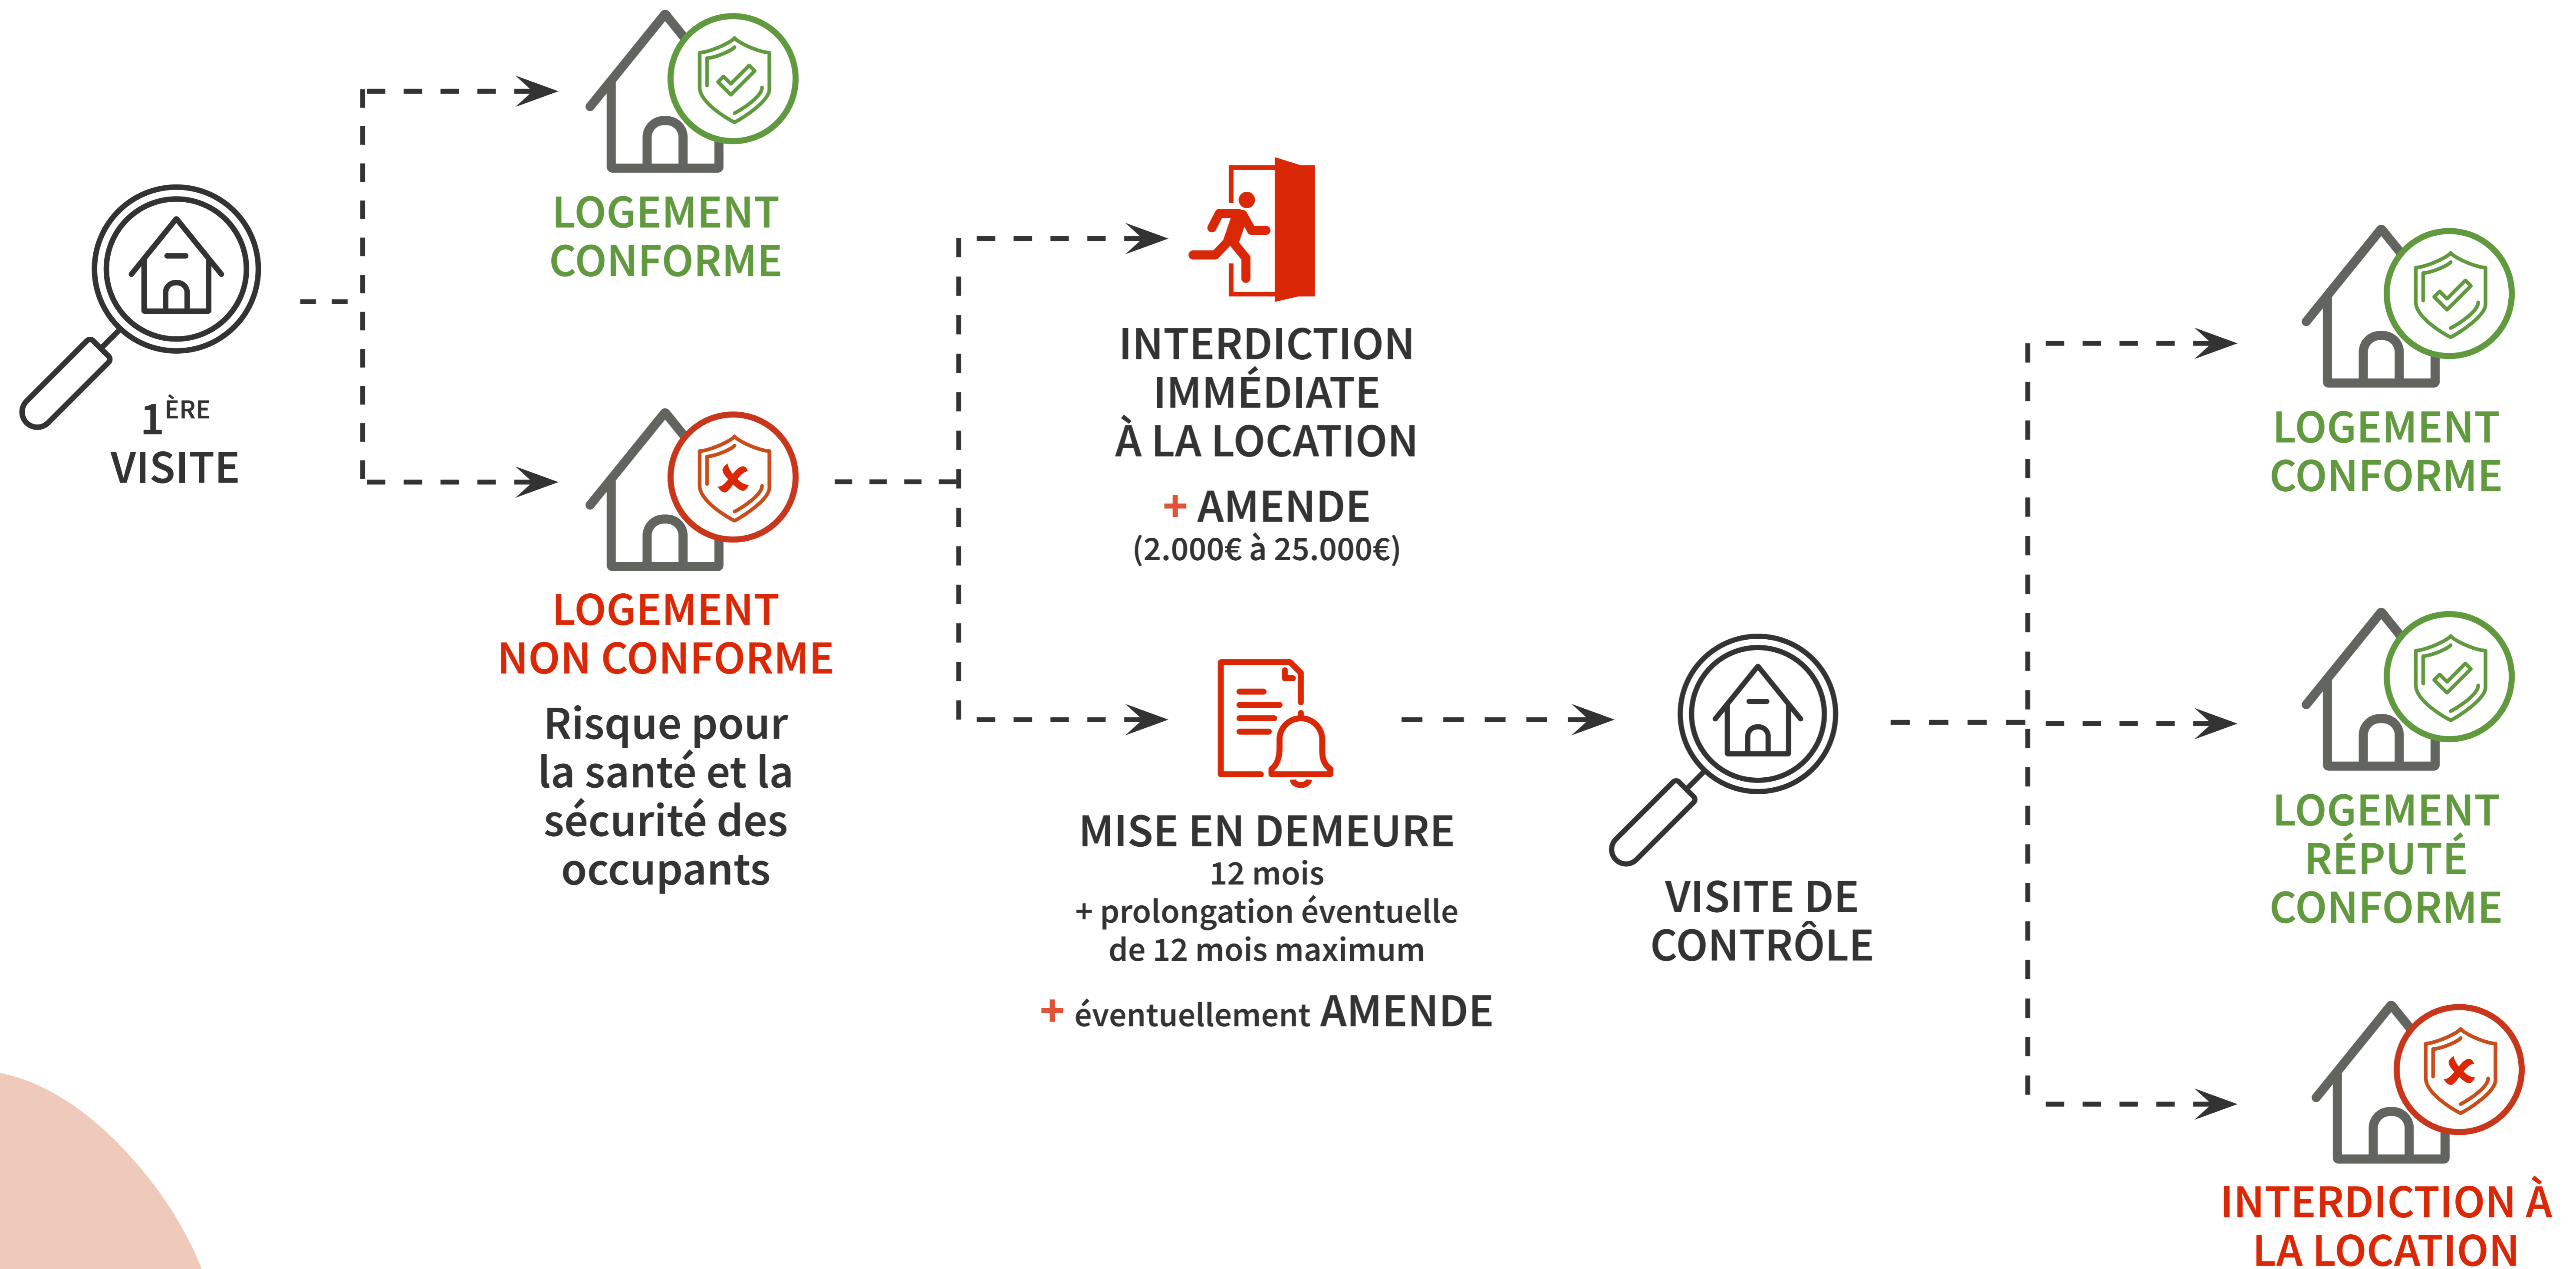 1ÈRE
VISITE
LOGEMENT
CONFORME
LOGEMENT
NON CONFORME
Risque pour
la santé et la
sécurité des
occupants
INTERDICTION
IMMÉDIATE
À LA LOCATION
+ AMENDE
(2.000€ à 25.000€)
MISE EN DEMEURE
12 mois
+ prolongation éventuelle
de 12 mois maximum
+ éventuellement AMENDE
VISITE DE
CONTRÔLE
LOGEMENT
CONFORME
LOGEMENT
RÉPUTÉ
CONFORME
INTERDICTION À
LA LOCATION